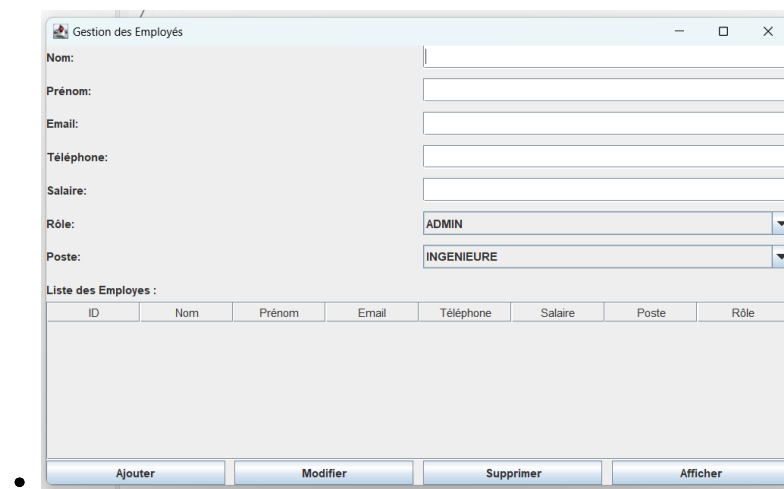 Gestion des Employés
Nom:
Prénom:
Email:
Téléphone:
Salaire:
Rôle: ADMIN
Poste: INGENIEURE
Liste des Employes :
ID Nom Prénom Email Téléphone Salaire Poste Rôle
Ajouter Modifier Supprimer Afficher